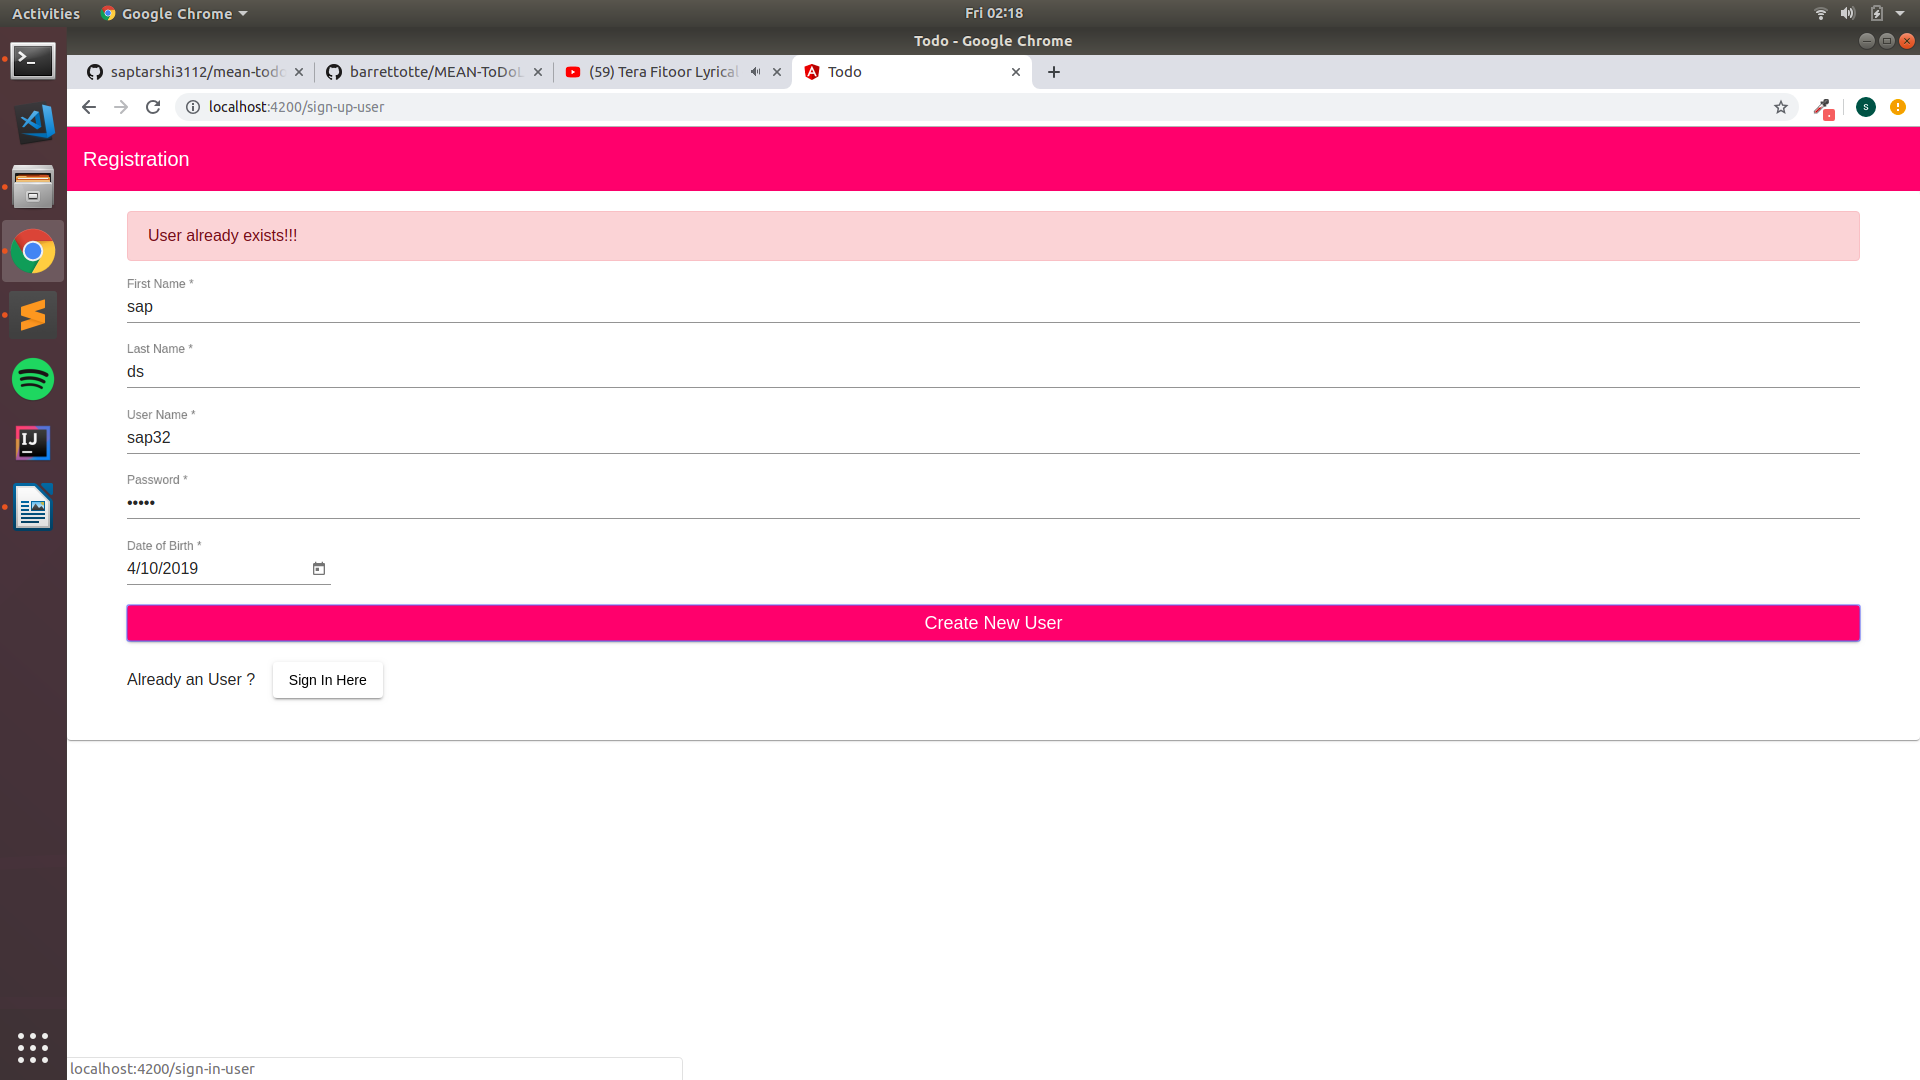 Activities
Google Chrome
Fri 02:18
Todo - Google Chrome
saptarshi3112/mean-todo
barrettotte/MEAN-ToDoL
(59) Tera Fitoor Lyrical
Todo
localhost:4200/sign-up-user
S
Registration
User already exists!!!
First Name *
sap
Last Name *
ds
User Name *
sap32
Password *
•••••
Date of Birth *
4/10/2019
Create New User
Already an User ?
Sign In Here
IJ
localhost:4200/sign-in-user